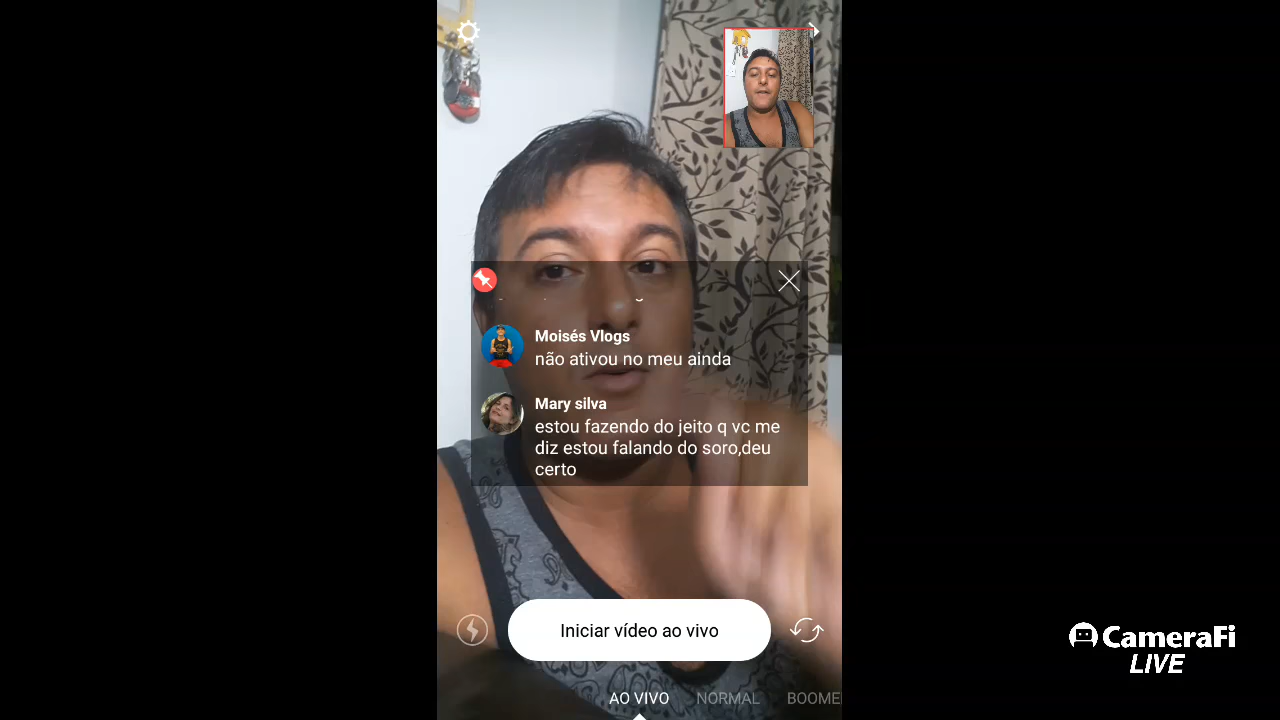 Moisés Vlogs
não ativou no meu ainda
Mary silva
estou fazendo do jeito q vc me
diz estou falando do soro,deu
certo
Iniciar vídeo ao vivo
AO VIVO NORMAL BOOME
CameraFi
LIVE